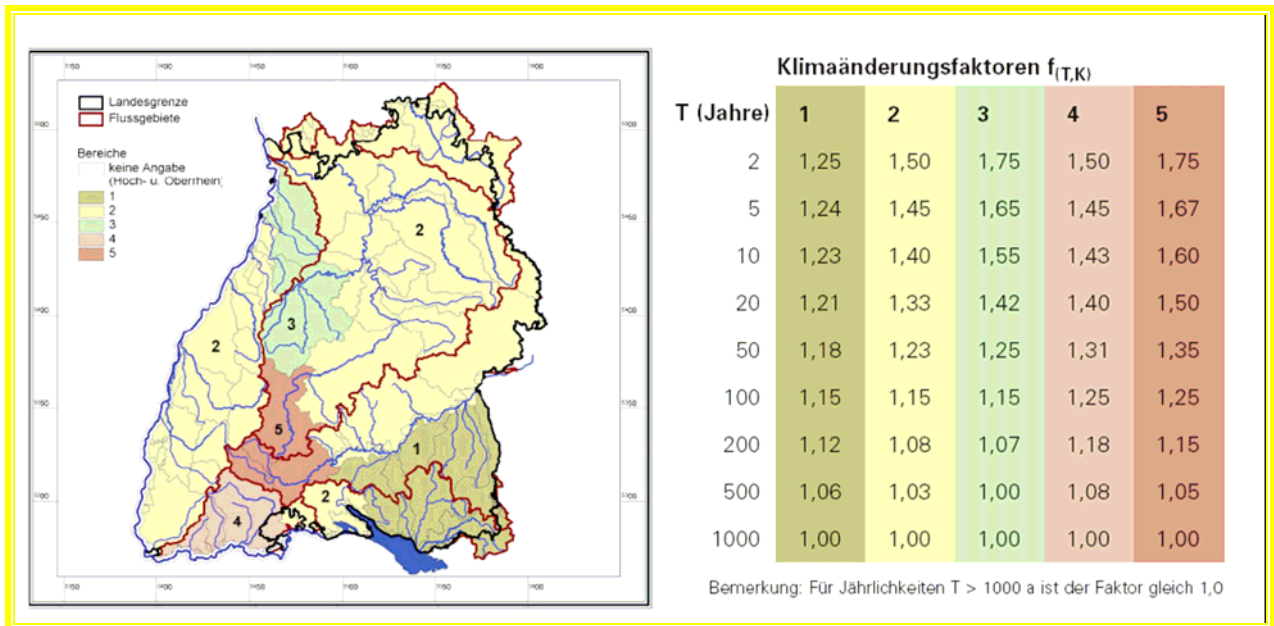 Landesgrenze
Flussgebiete
Bereiche
keine Angabe
(Hoch- u. Oberrhein)
1
2
3
4
5
2
2
3
5
1
2
4
Klimaänderungsfaktoren f(T,K)
T (Jahre) 1 2 3 4 5
2 1,25 1,50 1,75 1,50 1,75
5 1,24 1,45 1,65 1,45 1,67
10 1,23 1,40 1,55 1,43 1,60
20 1,21 1,33 1,42 1,40 1,50
50 1,18 1,23 1,25 1,31 1,35
100 1,15 1,15 1,15 1,25 1,25
200 1,12 1,08 1,07 1,18 1,15
500 1,06 1,03 1,00 1,08 1,05
1000 1,00 1,00 1,00 1,00 1,00
Bemerkung: Für Jährlichkeiten T > 1000 a ist der Faktor gleich 1,0